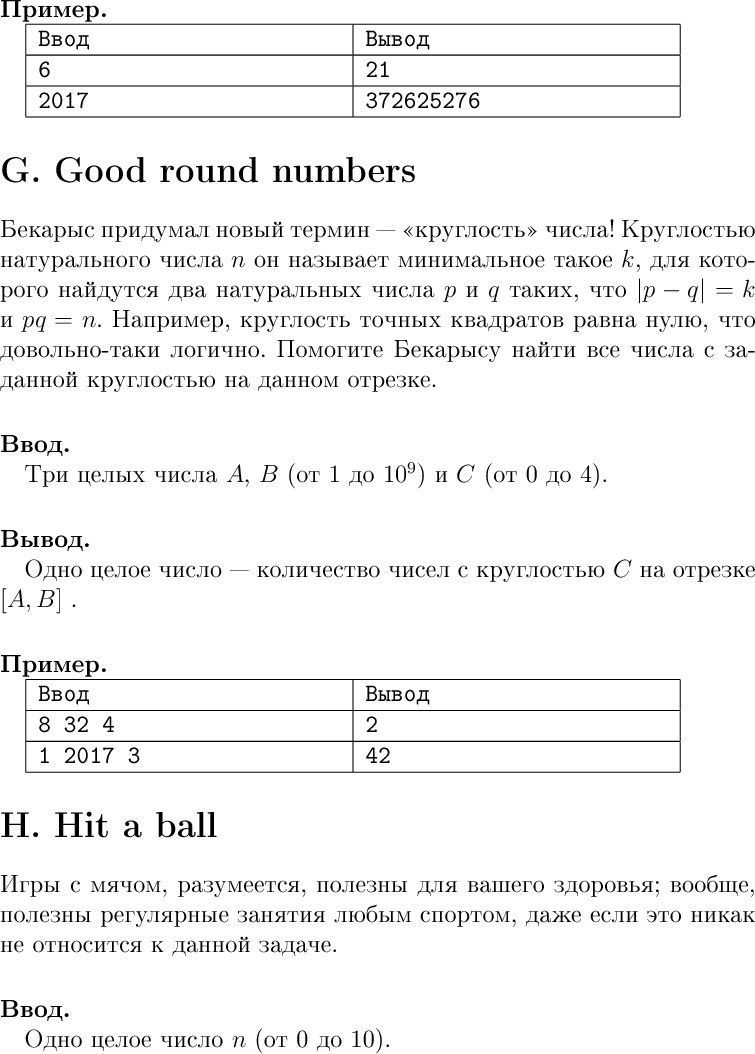 Пример.
Ввод Вывод
6 21
2017 372625276
G. Good round numbers
Бекарыс придумал новый термин — «круглость» числа! Круглостью
натурального числа n он называет минимальное такое k, для кото-
рого найдутся два натуральных числа p и q таких, что |p − q| = k
и pq = n. Например, круглость точных квадратов равна нулю, что
довольно-таки логично. Помогите Бекарысу найти все числа с за-
данной круглостью на данном отрезке.
Ввод.
Три целых числа A, B (от 1 до 10⁹) и C (от 0 до 4).
Вывод.
Одно целое число — количество чисел с круглостью C на отрезке
[A, B] .
Пример.
Ввод Вывод
8 32 4 2
1 2017 3 42
H. Hit a ball
Игры с мячом, разумеется, полезны для вашего здоровья; вообще,
полезны регулярные занятия любым спортом, даже если это никак
не относится к данной задаче.
Ввод.
Одно целое число n (от 0 до 10).